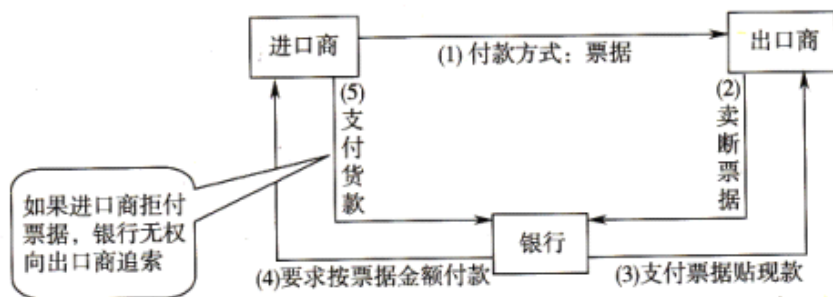 进口商
出口商
(1) 付款方式：票据
(5)
支
付
货
款
(2)
卖
断
票
据
如果进口商拒付
票据，银行无权
向出口商追索
银行
(4)要求按票据金额付款
(3)支付票据贴现款